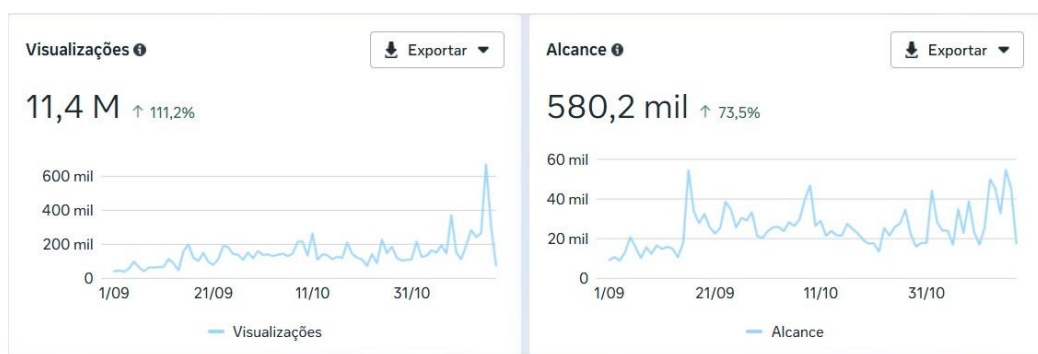 Visualizações
Exportar
11,4 M ↑ 111,2%
600 mil
400 mil
200 mil
0
1/09 21/09 11/10 31/10
Visualizações
Alcance
Exportar
580,2 mil ↑ 73,5%
60 mil
40 mil
20 mil
0
1/09 21/09 11/10 31/10
Alcance